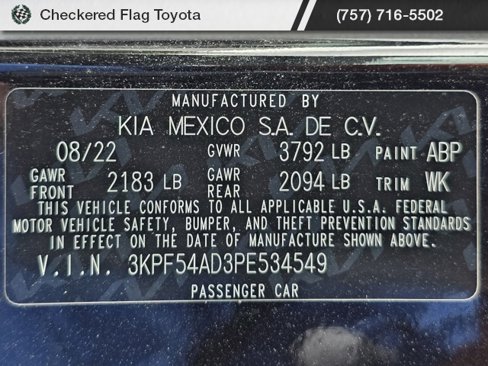 Checkered Flag Toyota (757) 716-5502
MANUFACTURED BY
KIA MEXICO S.A. DE C.V.
08/22 GVWR 3792 LB PAINT ABP
GAWR FRONT 2183 LB GAWR REAR 2094 LB TRIM WK
THIS VEHICLE CONFORMS TO ALL APPLICABLE U.S.A. FEDERAL
MOTOR VEHICLE SAFETY, BUMPER, AND THEFT PREVENTION STANDARDS
IN EFFECT ON THE DATE OF MANUFACTURE SHOWN ABOVE.
V.I.N. 3KPF54AD3PE534549
PASSENGER CAR